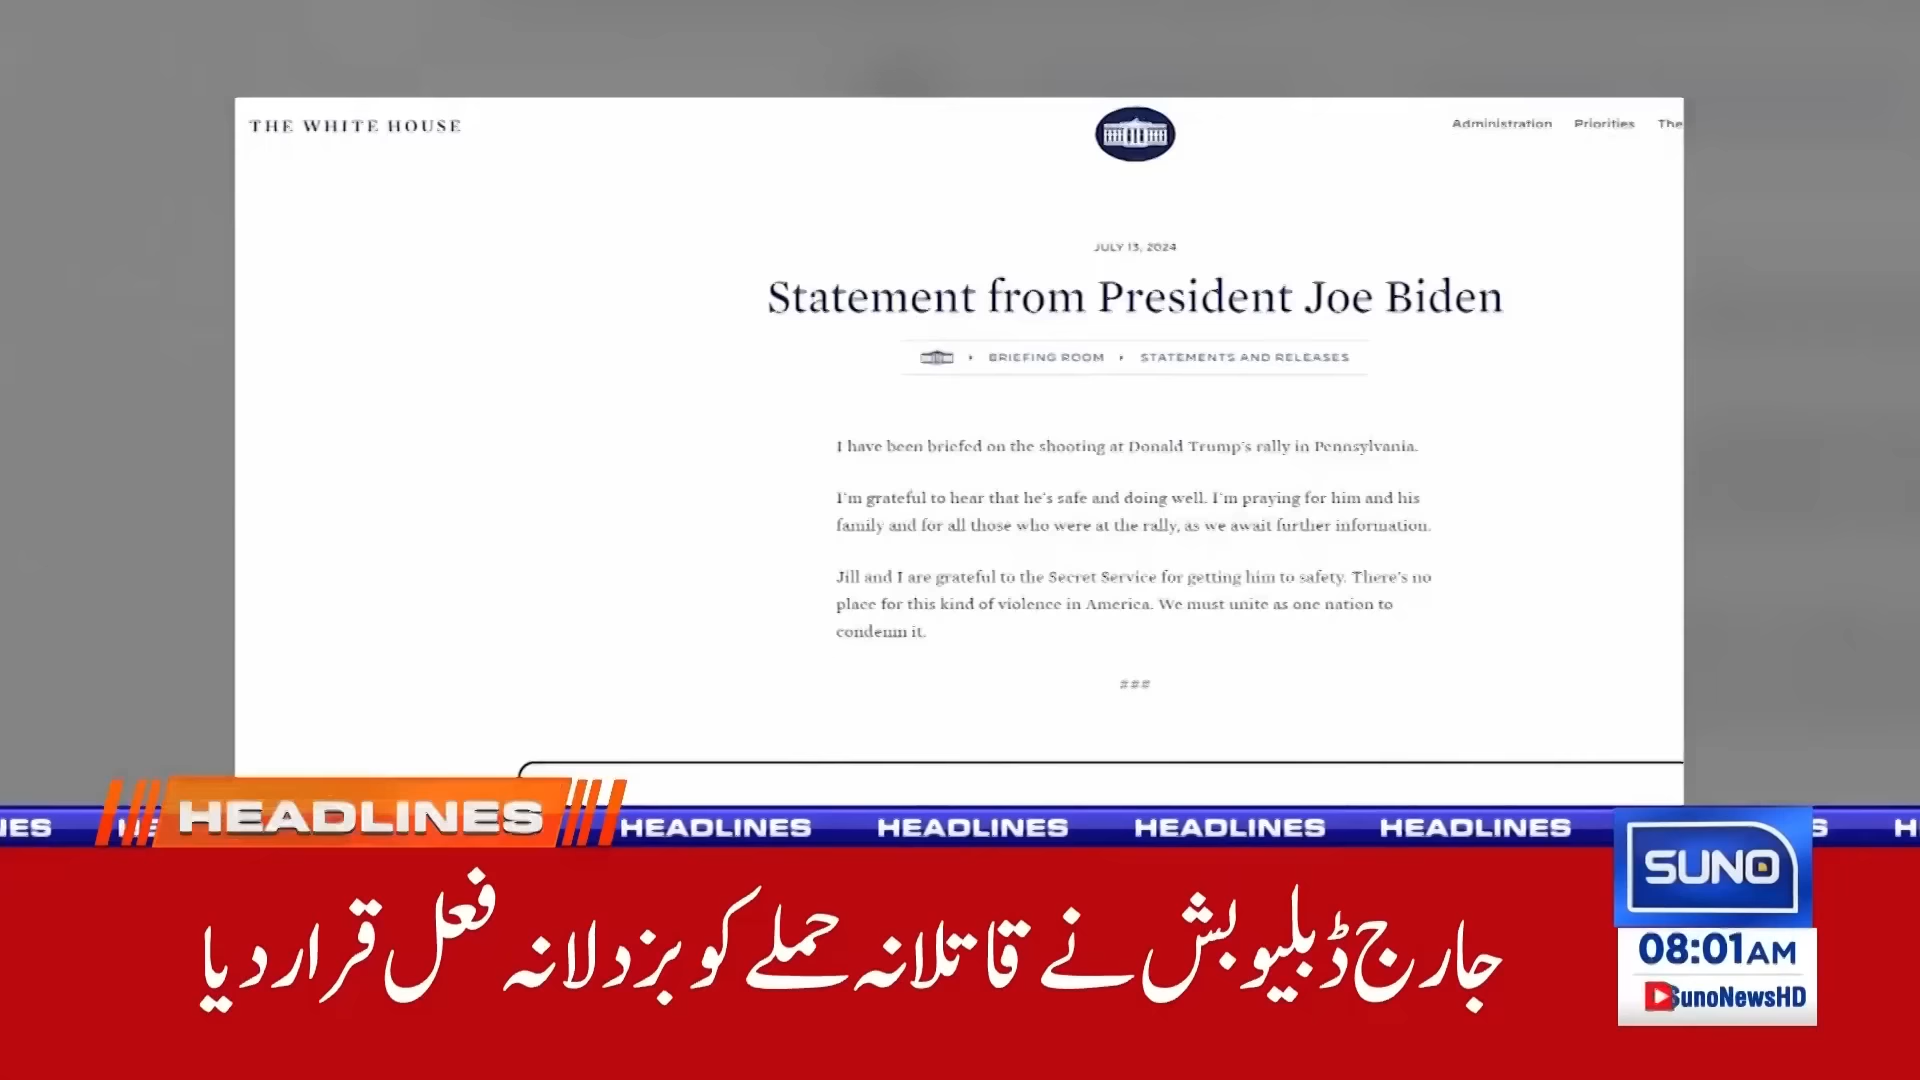 THE WHITE HOUSE
Administration Priorities The
JULY 13, 2024
Statement from President Joe Biden
BRIEFING ROOM STATEMENTS AND RELEASES
I have been briefed on the shooting at Donald Trump's rally in Pennsylvania.
I'm grateful to hear that he's safe and doing well. I'm praying for him and his
family and for all those who were at the rally, as we await further information.
Jill and I are grateful to the Secret Service for getting him to safety. There's no
place for this kind of violence in America. We must unite as one nation to
condemn it.
###
HEADLINES
HEADLINES HEADLINES HEADLINES HEADLINES
SUNO
جارج ڈبلیو بش نے قاتلانہ حملے کو بزدلانہ فعل قرار دیا
08:01AM
SunoNewsHD